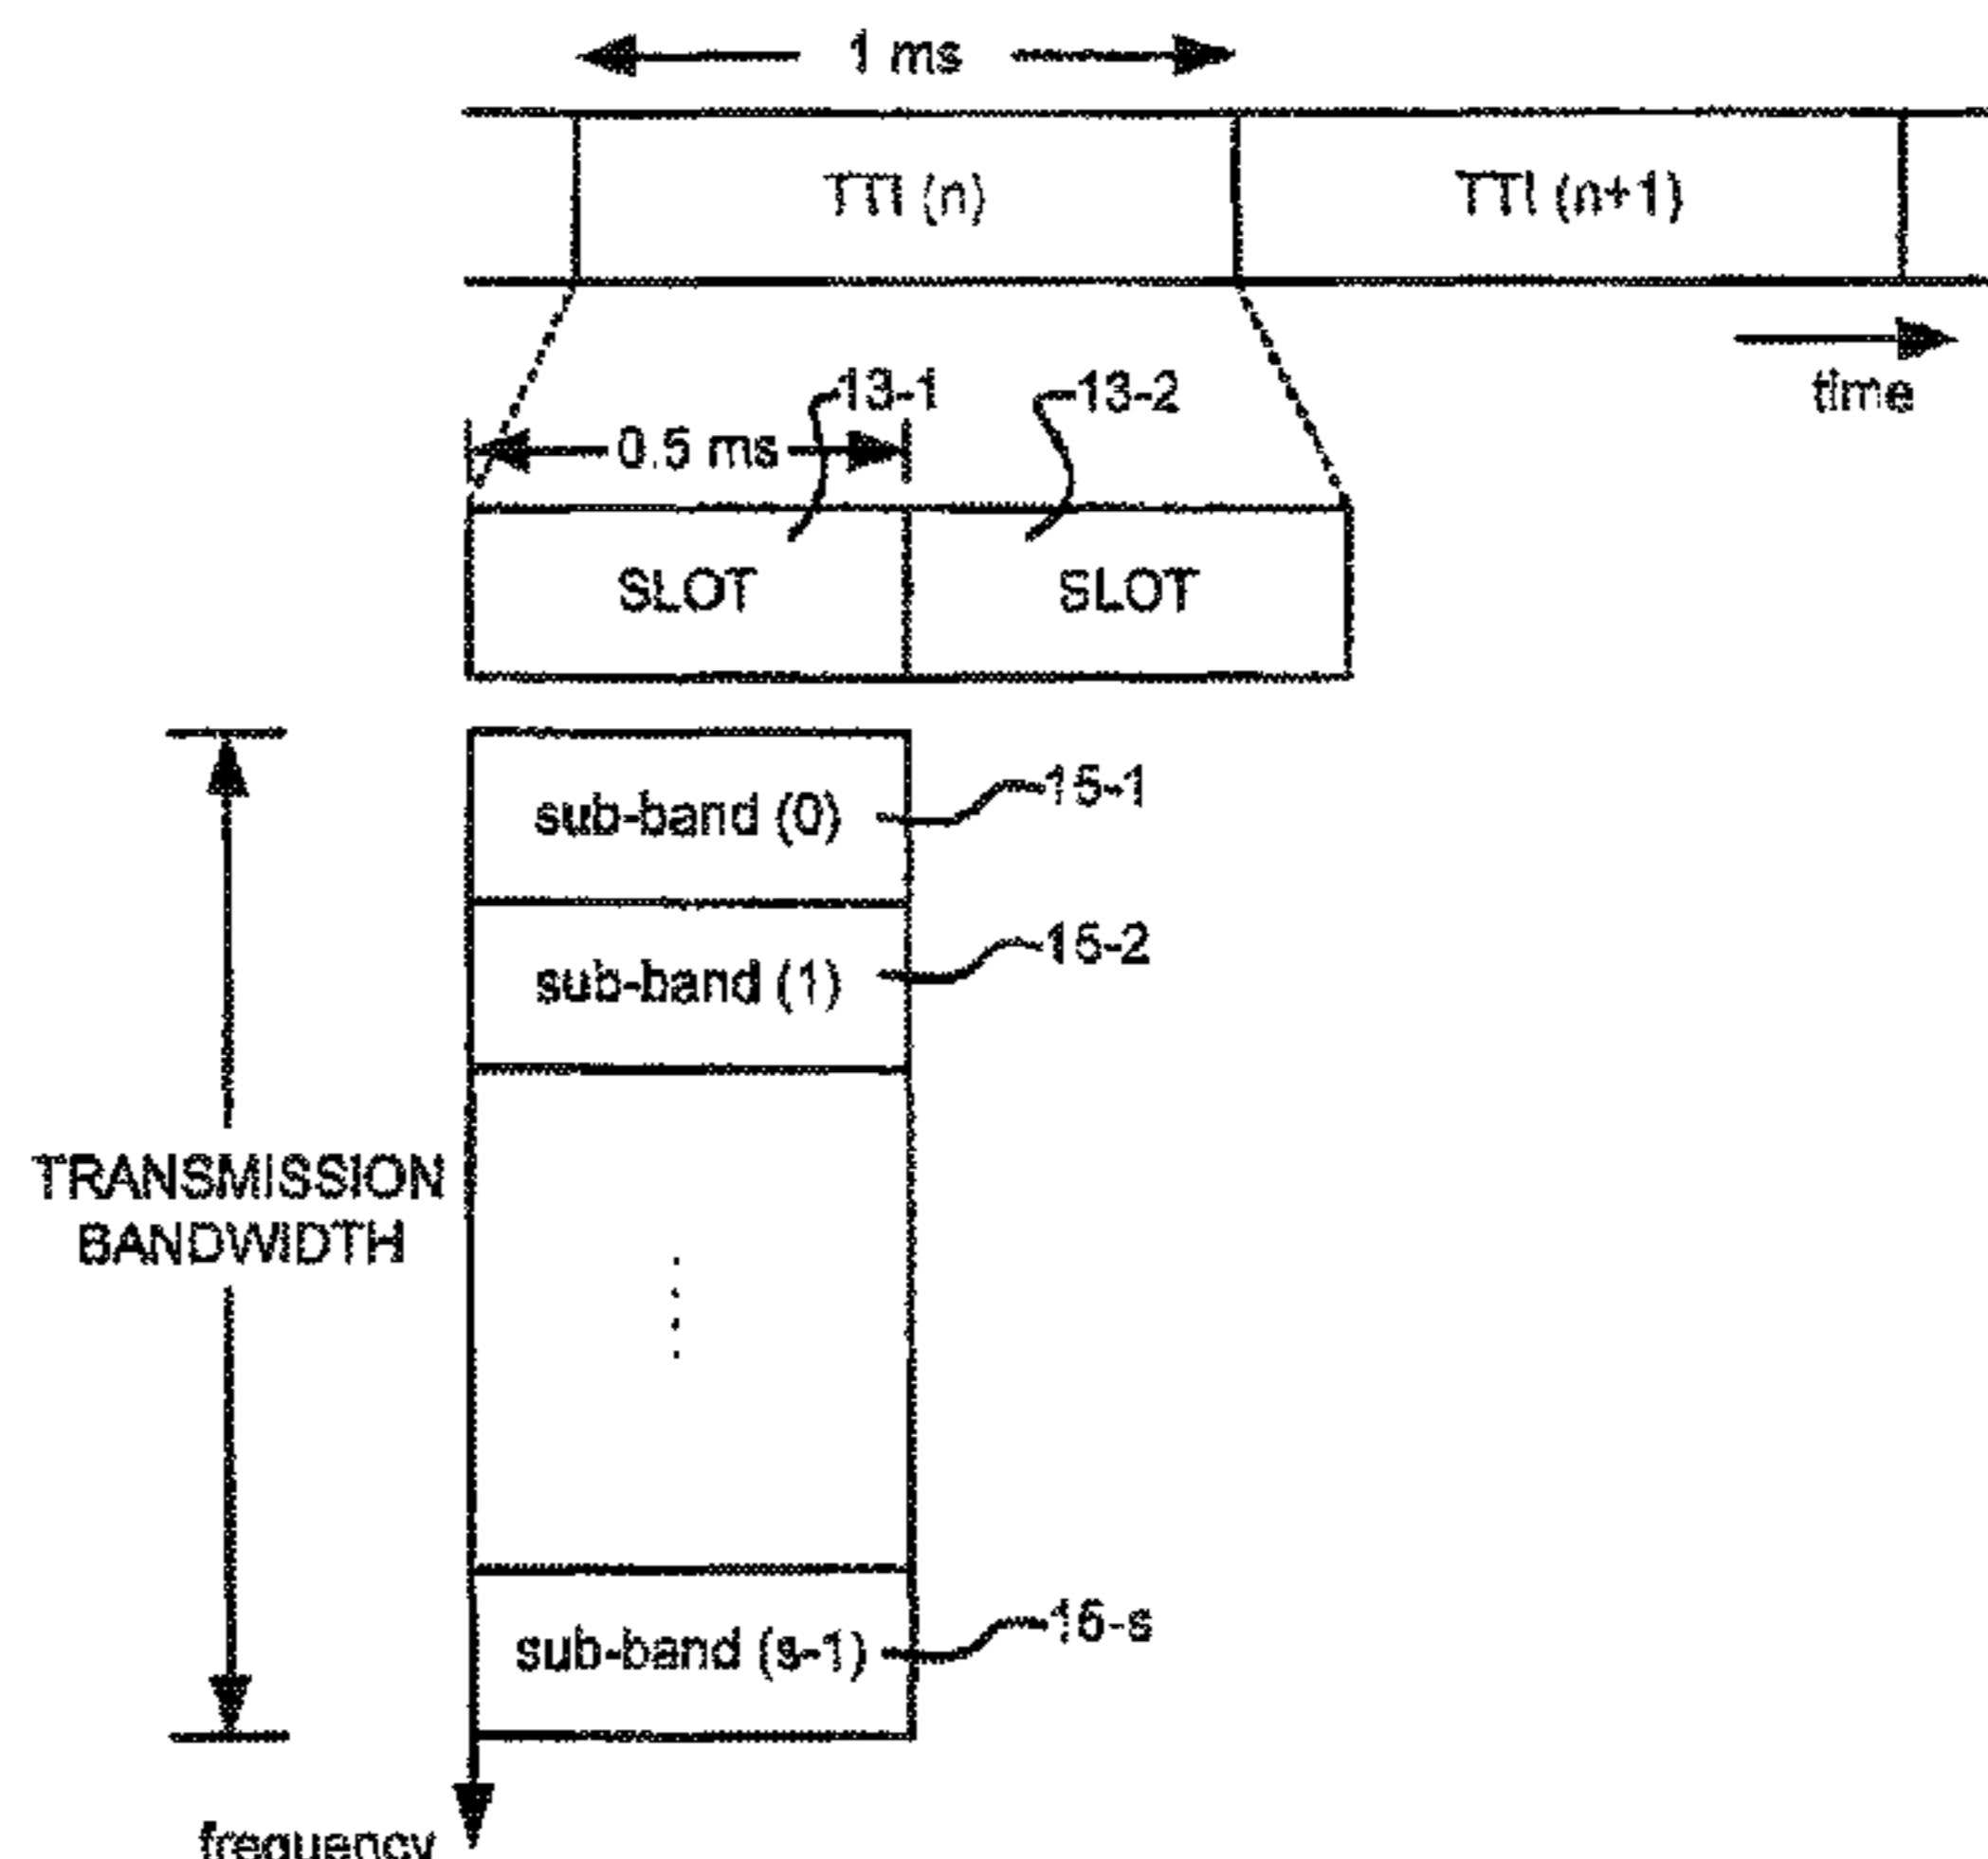 1 ms
TTI (n)
TTI (n+1)
time
13-1
13-2
0.5 ms
SLOT
SLOT
sub-band (0)
15-1
sub-band (1)
15-2
TRANSMISSION
BANDWIDTH
sub-band (s-1)
15-s
frequency